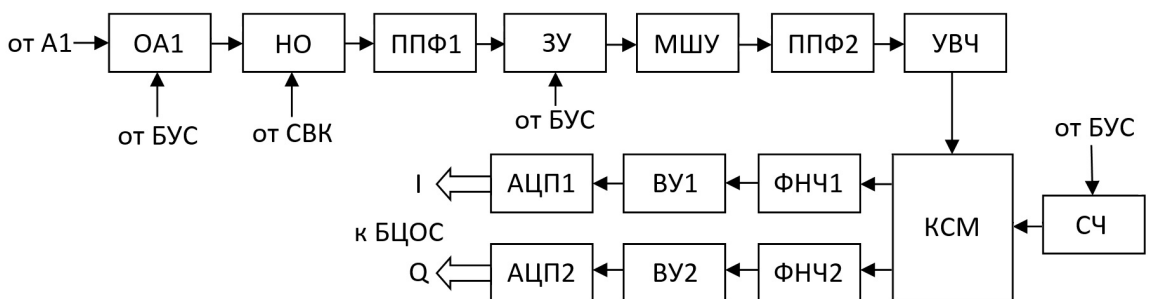 от А1 ОА1 НО ППФ1 ЗУ МШУ ППФ2 УВЧ
от БУС от СВК от БУС
от БУС
I АЦП1 ВУ1 ФНЧ1
к БЦОС КСМ СЧ
Q АЦП2 ВУ2 ФНЧ2